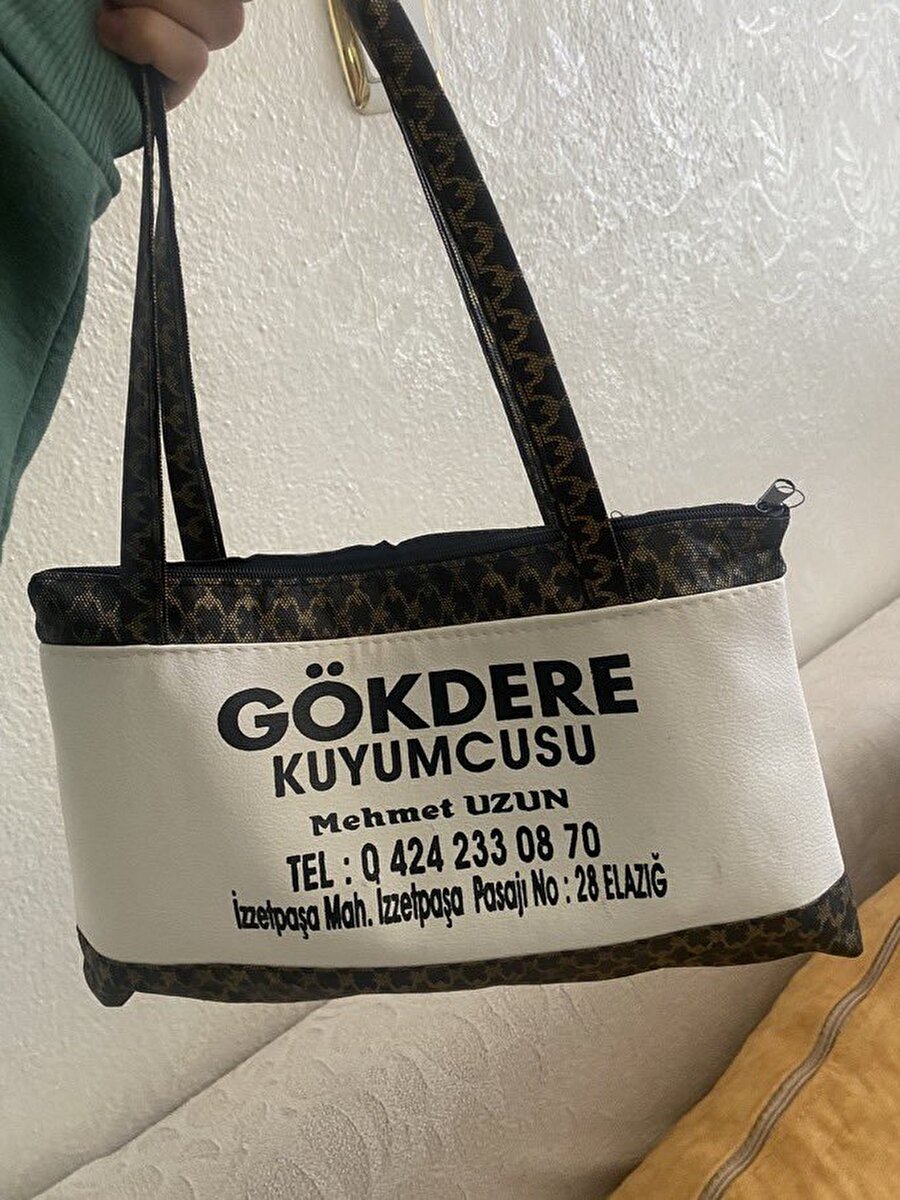 GÖKDERE
KUYUMCUSU
Mehmet UZUN
TEL : 0 424 233 08 70
İzzetpaşa Mah. İzzetpaşa Pasajı No : 28 ELAZIĞ